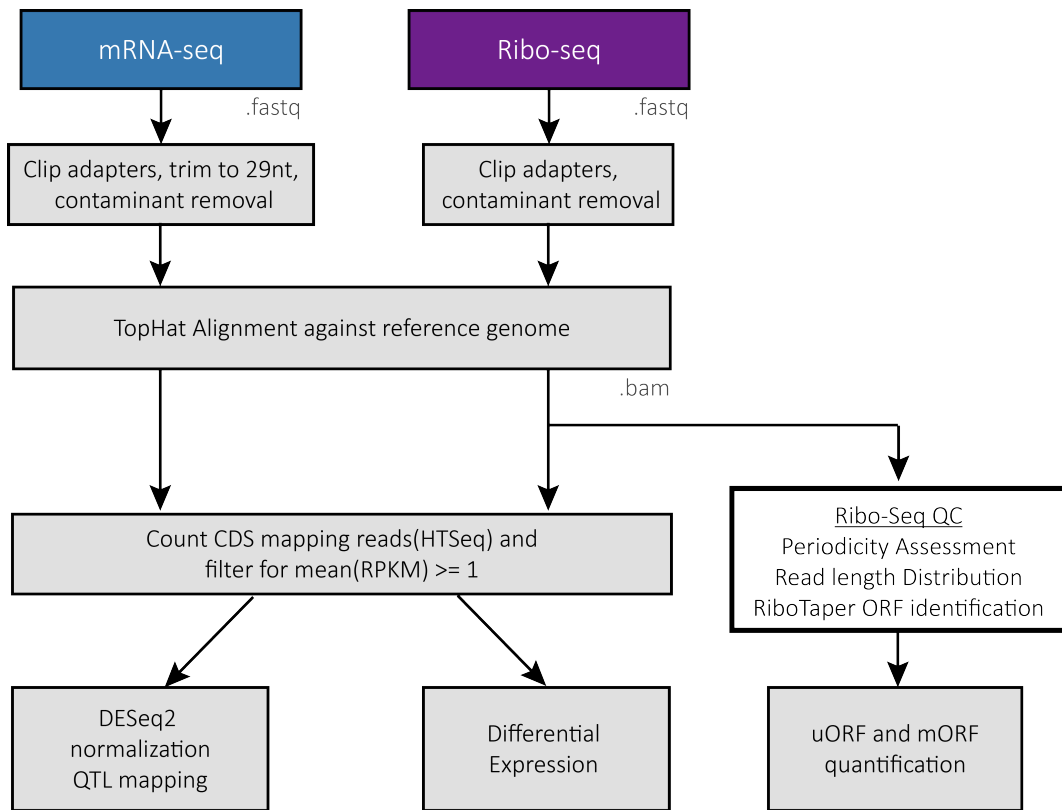 mRNA-seq
Ribo-seq
.fastq
.fastq
Clip adapters, trim to 29nt,
contaminant removal
Clip adapters,
contaminant removal
TopHat Alignment against reference genome
.bam
Count CDS mapping reads(HTSeq) and
filter for mean(RPKM) >= 1
Ribo-Seq QC
Periodicity Assessment
Read length Distribution
RiboTaper ORF identification
DESeq2
normalization
QTL mapping
Differential
Expression
uORF and mORF
quantification